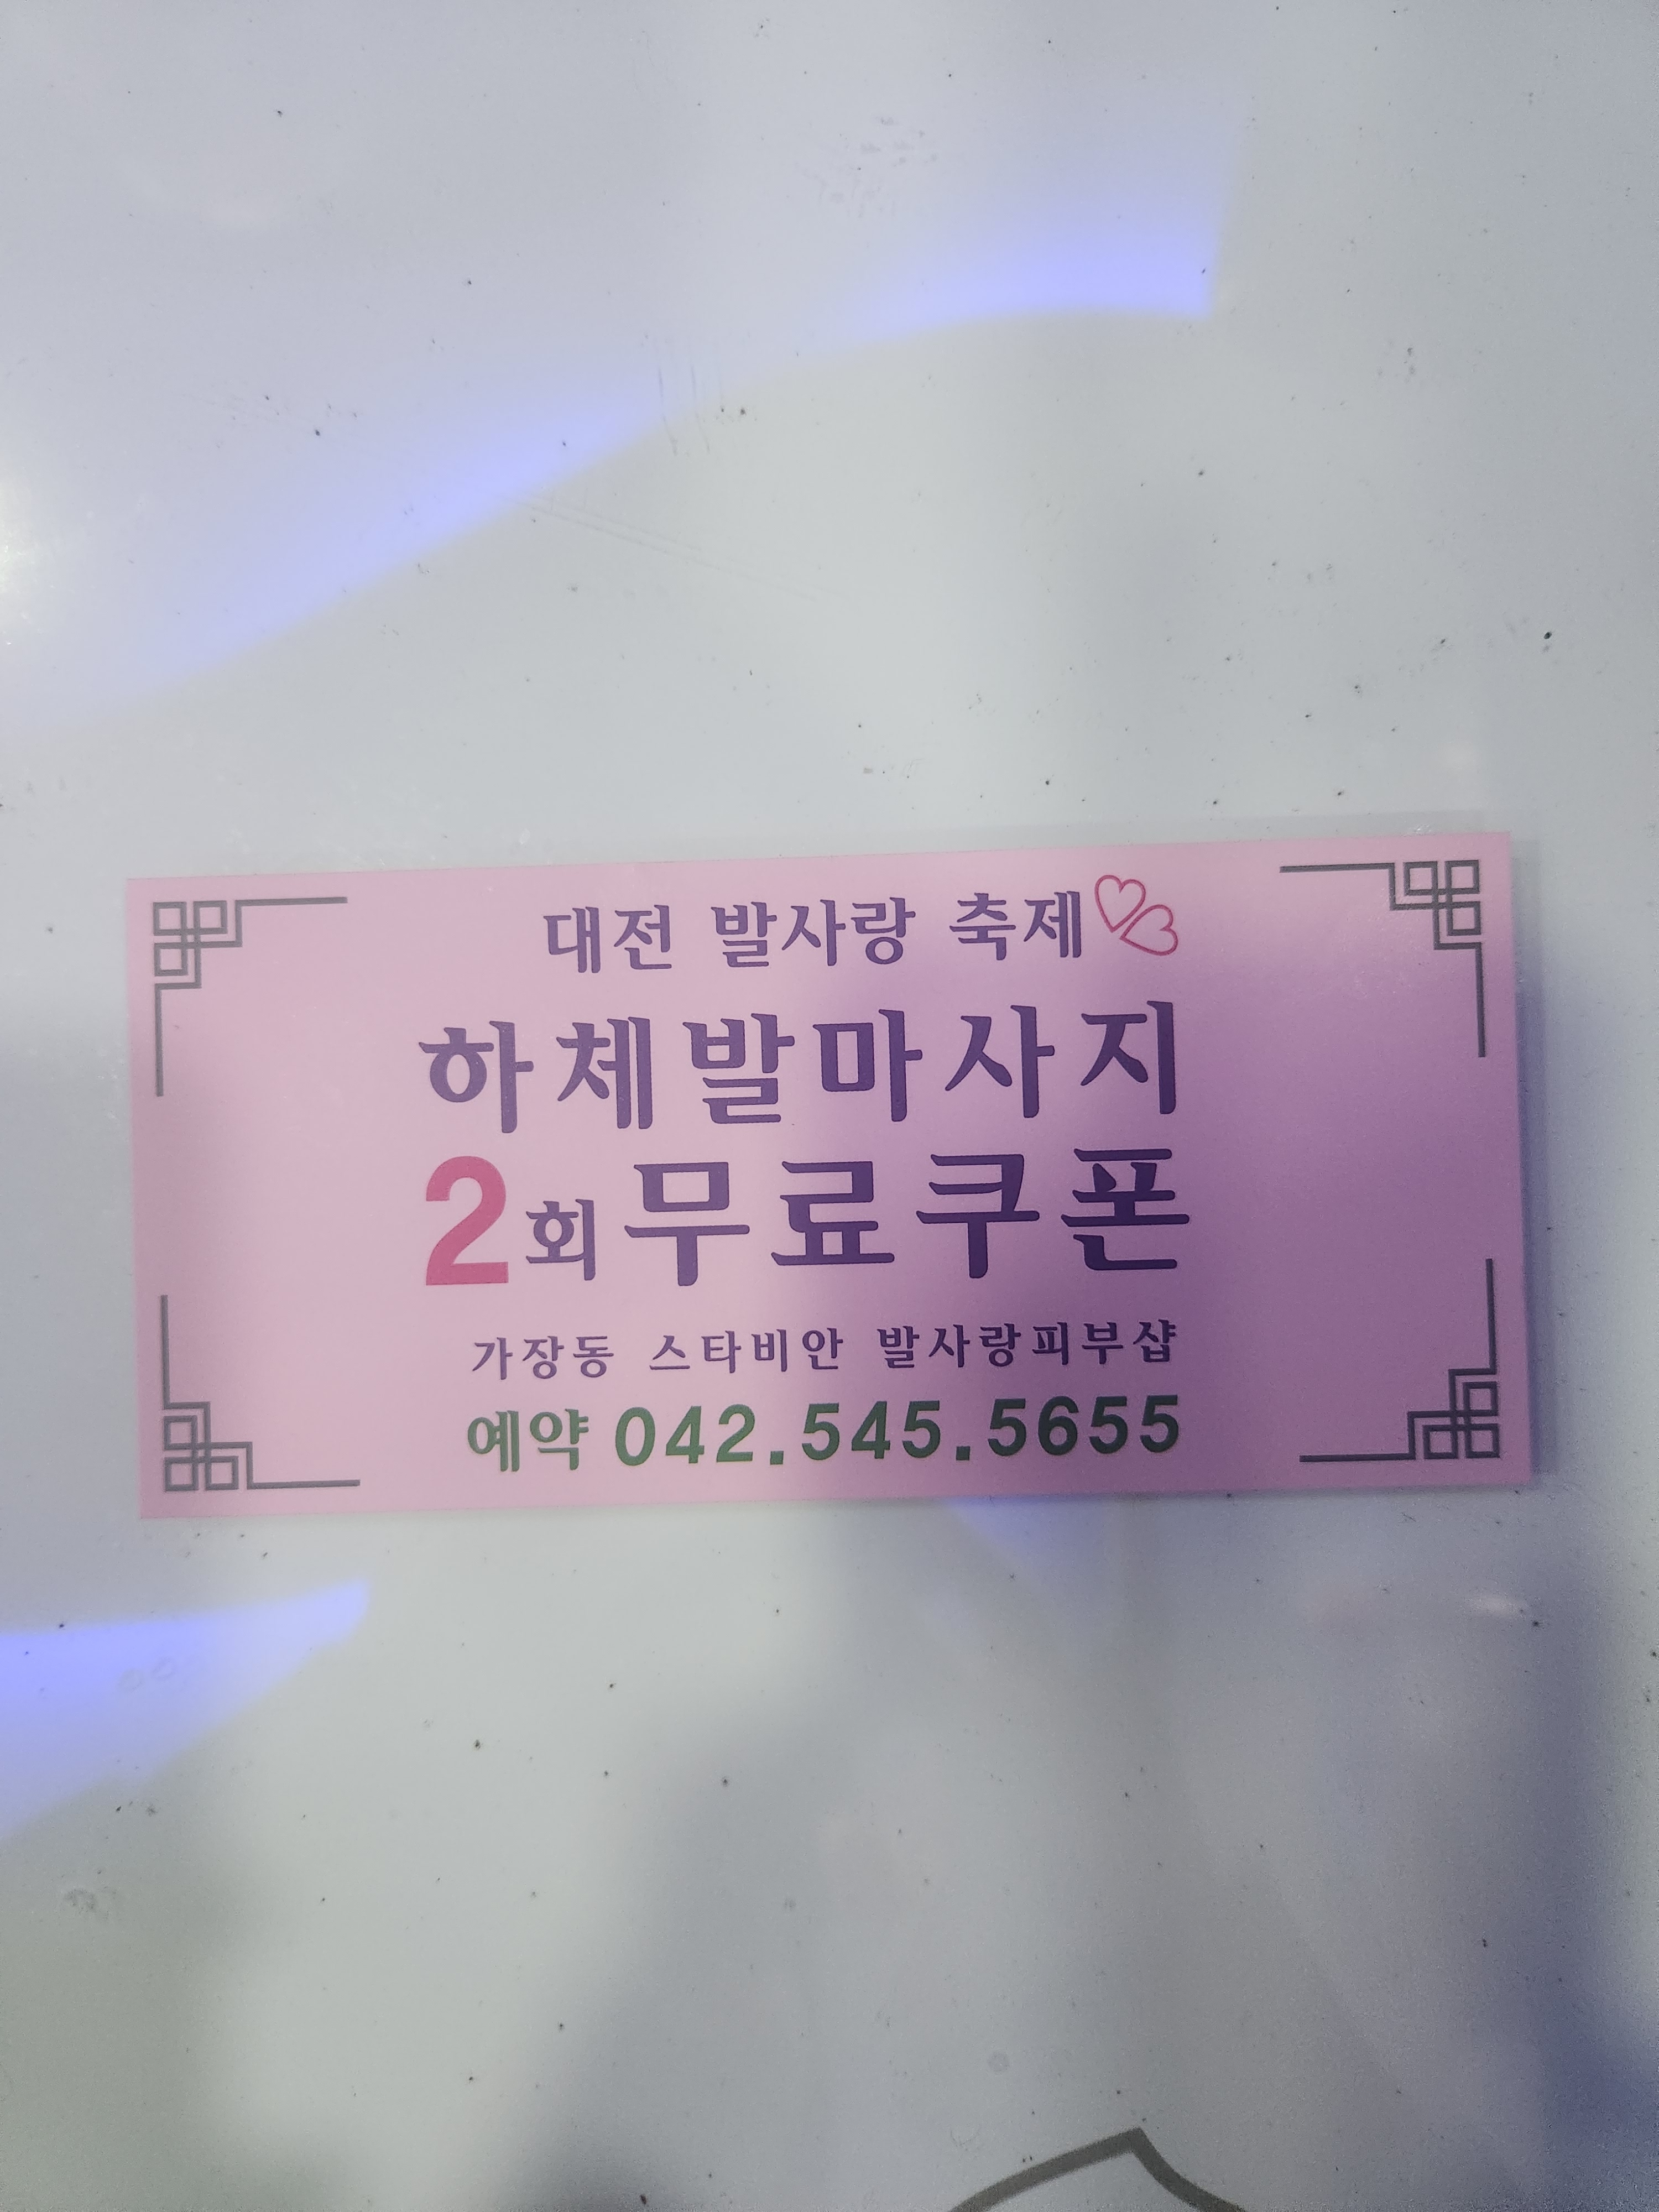 대전 발사랑 축제
하체발마사지
2회무료쿠폰
가장동 스타비안 발사랑피부샵
예약 042.545.5655